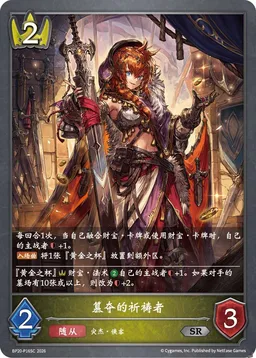 2
每回合1次，当自己融合财宝·卡牌或使用财宝·卡牌时，自己的主战者 +1。
入场曲 将1张『黄金之杯』放置到额外区。
『黄金之杯』 财宝·法术 2 自己的主战者 +1。如果对手的墓场有10张或以上，则改为 +2。
篡夺的祈祷者
2
随从
SR
3
© Cygames, Inc. Published by NetEase Games